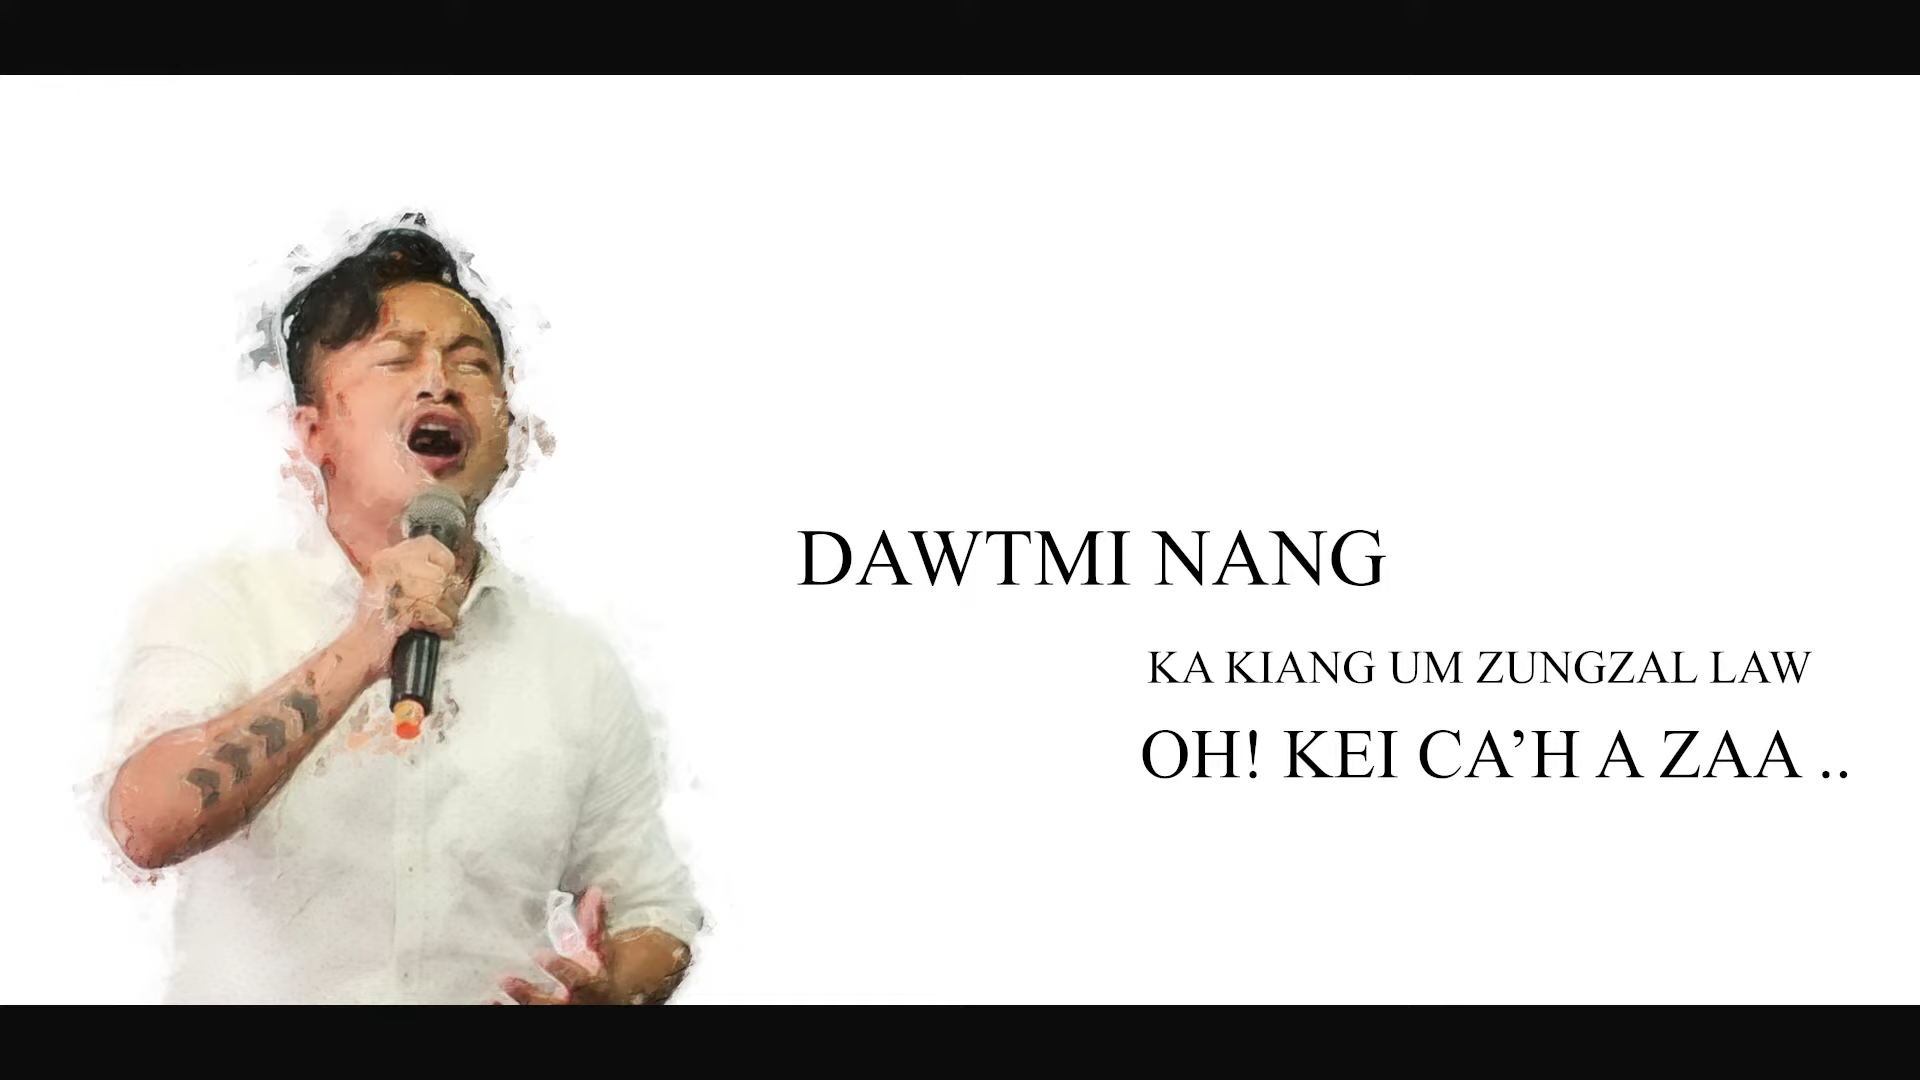 DAWTMI NANG
KA KIANG UM ZUNGZAL LAW
OH! KEI CA’H A ZAA ..